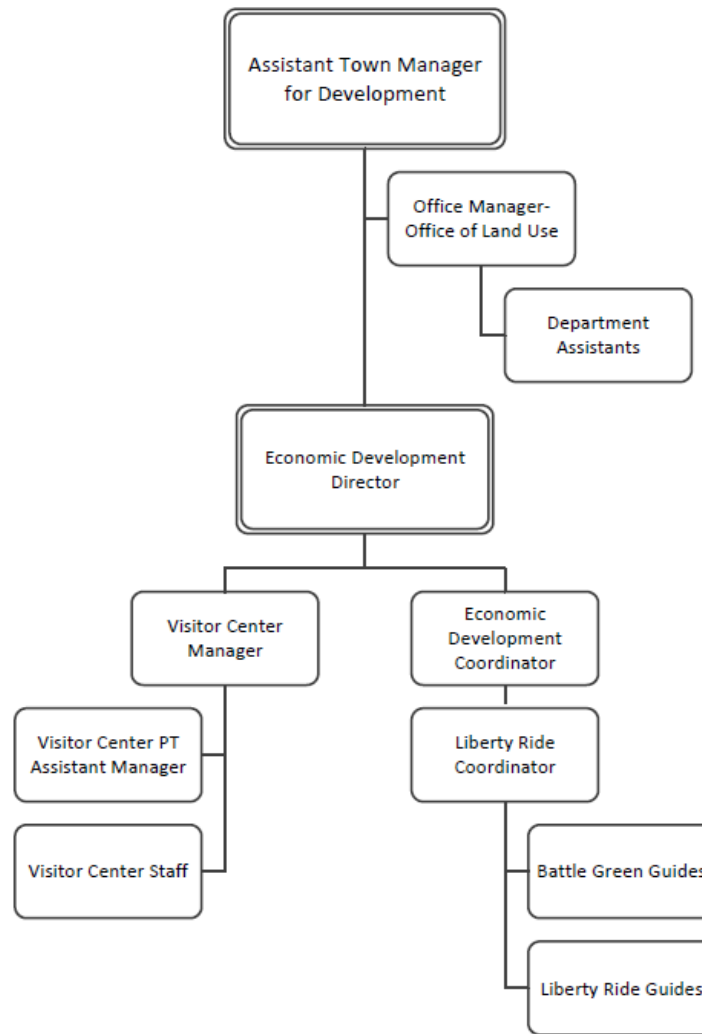 Assistant Town Manager
for Development
Office Manager-
Office of Land Use
Department
Assistants
Economic Development
Director
Visitor Center
Manager
Economic
Development
Coordinator
Visitor Center PT
Assistant Manager
Liberty Ride
Coordinator
Visitor Center Staff
Battle Green Guides
Liberty Ride Guides